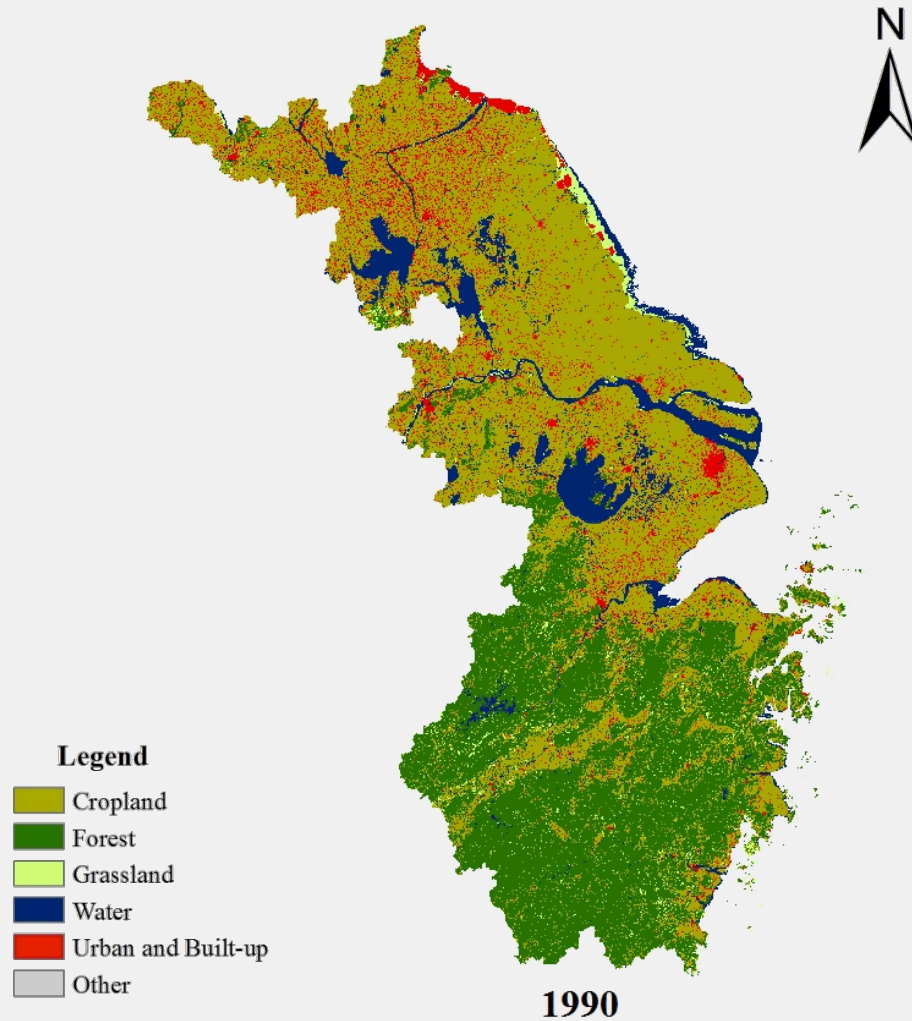 N
Legend
Cropland
Forest
Grassland
Water
Urban and Built-up
Other
1990